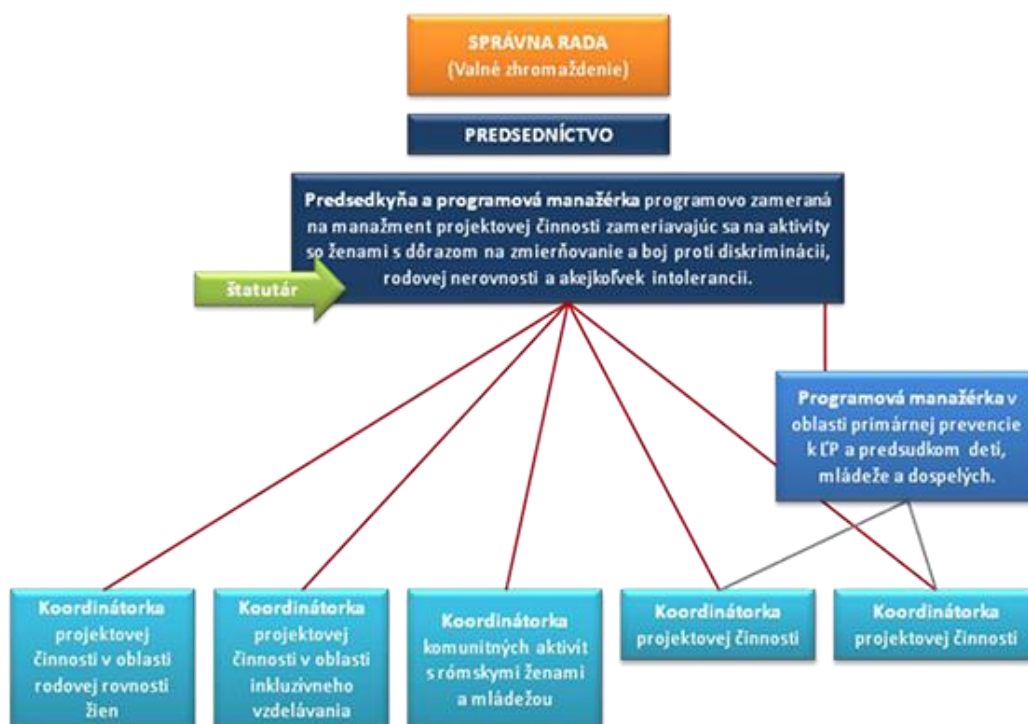 SPRÁVNA RADA
(Valné zhromaždenie)
PREDSEDNÍCTVO
Predsedkyňa a programová manažérka programovo zameraná
na manažment projektovej činnosti zameriavajúc sa na aktivity
so ženami s dôrazom na zmierňovanie a boj proti diskriminácii,
rodovej nerovnosti a akejkoľvek intolerancii.
štatutár
Programová manažérka v
oblasti primárnej prevencie
k ĽP a predsudkom detí,
mládeže a dospelých.
Koordinátorka
projektovej
činnosti v oblasti
rodovej rovnosti
žien
Koordinátorka
projektovej
činnosti v oblasti
inkluzívneho
vzdelávania
Koordinátorka
komunitných aktivít
s rómskymi ženami
a mládežou
Koordinátorka
projektovej činnosti
Koordinátorka
projektovej činnosti